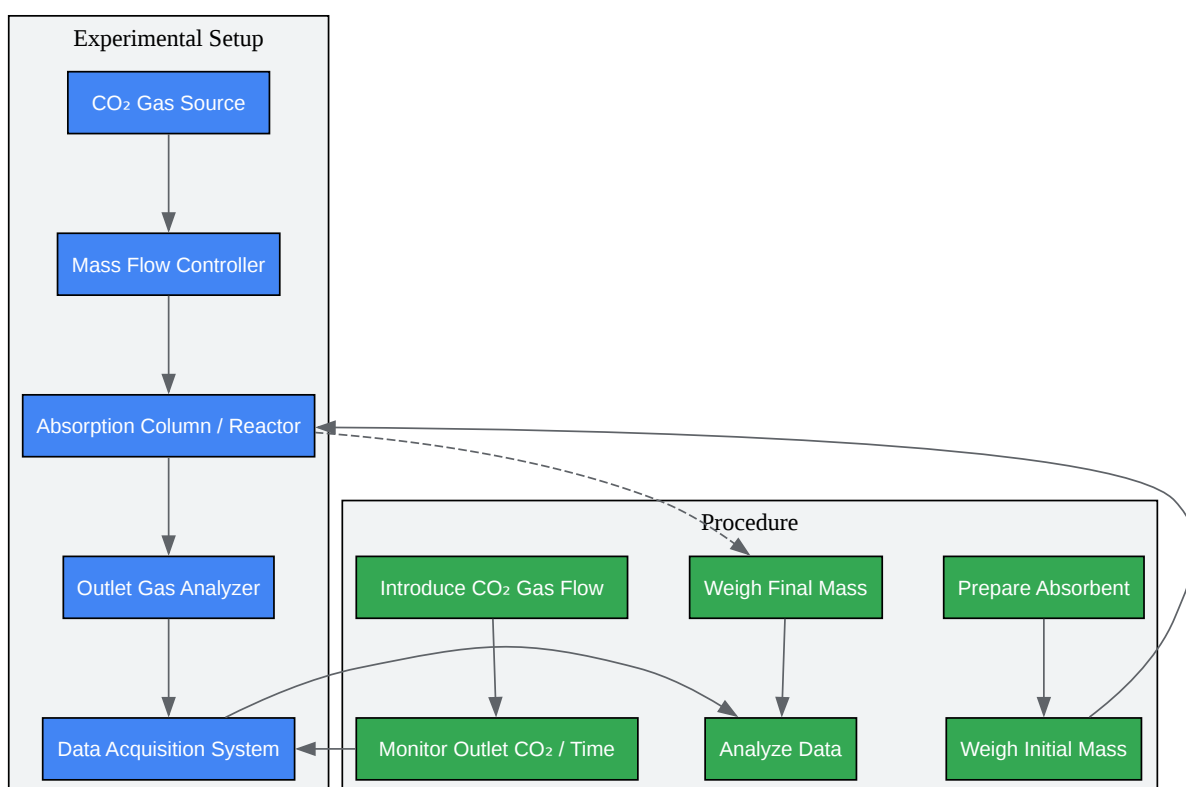 Experimental Setup
CO₂ Gas Source
Mass Flow Controller
Absorption Column / Reactor
Outlet Gas Analyzer
Data Acquisition System
Procedure
Introduce CO₂ Gas Flow
Weigh Final Mass
Prepare Absorbent
Monitor Outlet CO₂ / Time
Analyze Data
Weigh Initial Mass